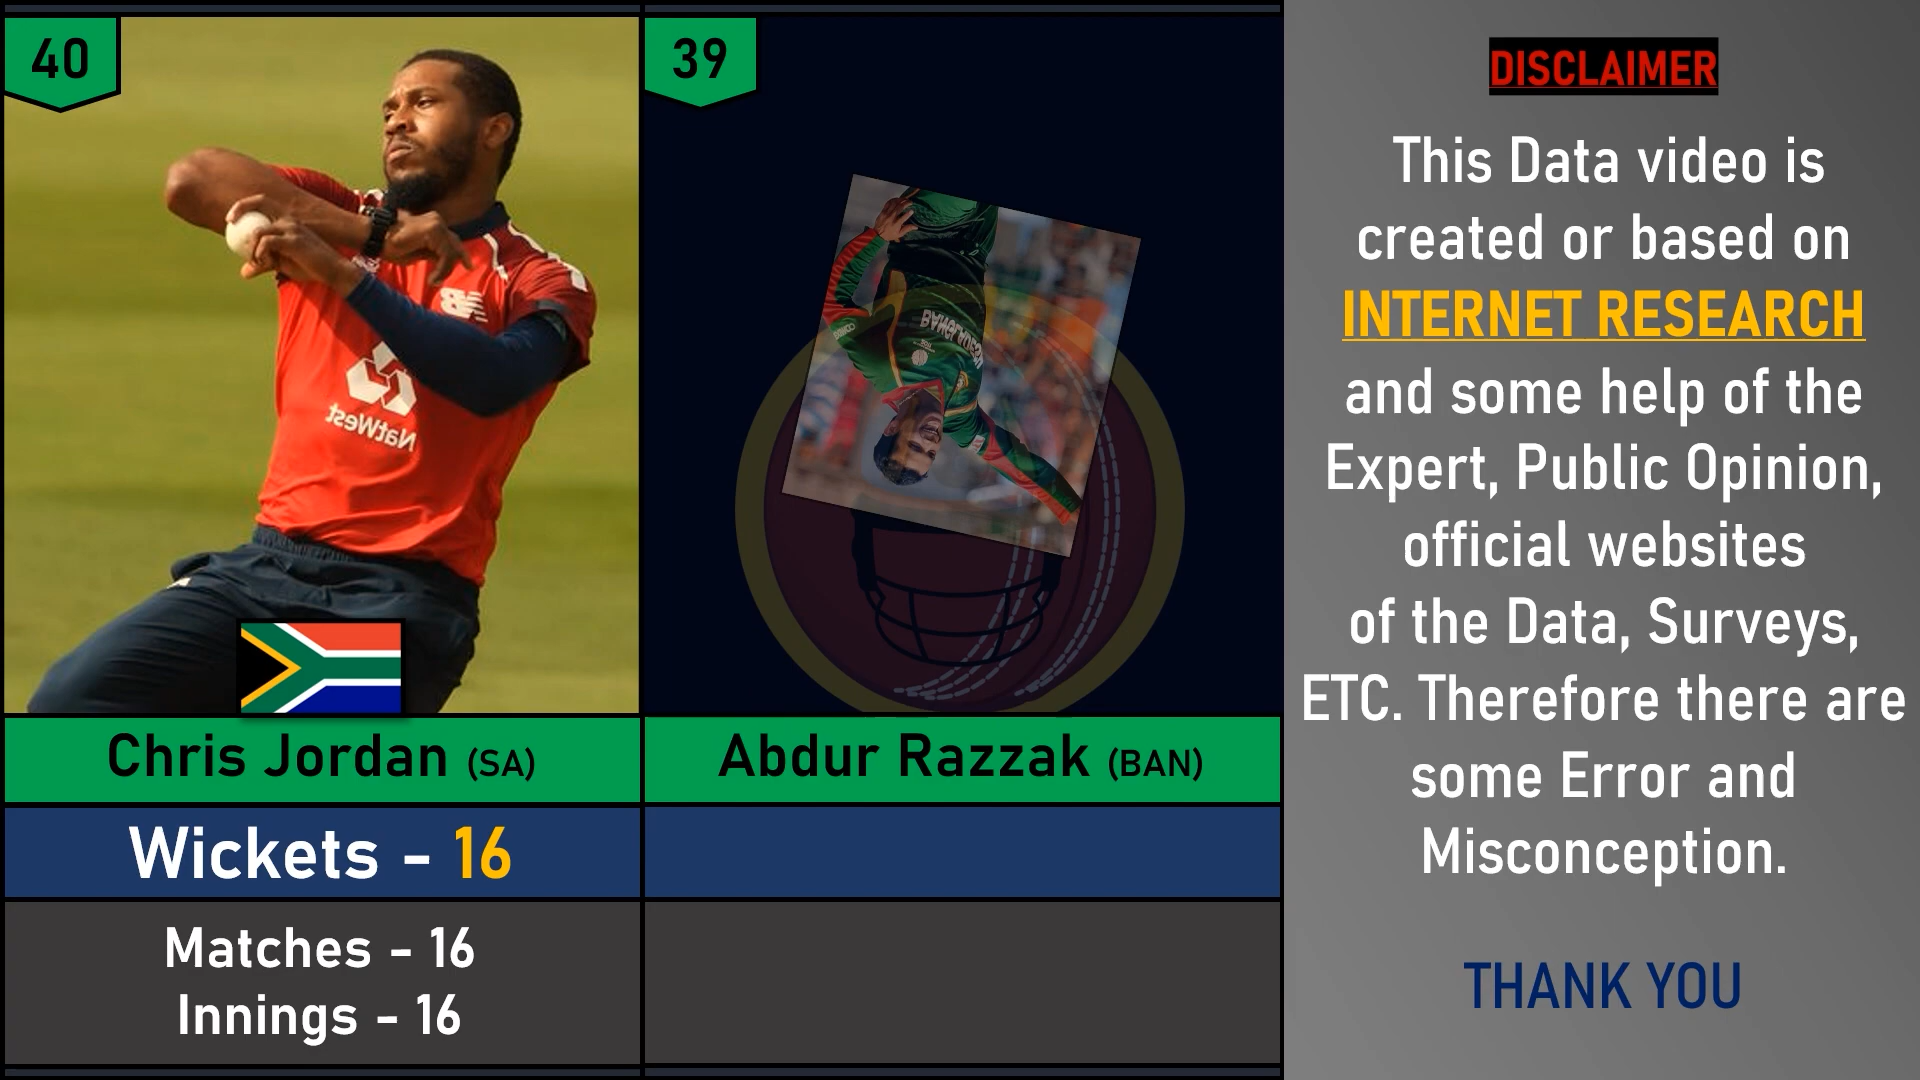 40
NatWest
Chris Jordan (SA)
Wickets - 16
Matches - 16
Innings - 16
39
BANGLADESH
Abdur Razzak (BAN)
DISCLAIMER
This Data video is
created or based on
INTERNET RESEARCH
and some help of the
Expert, Public Opinion,
official websites
of the Data, Surveys,
ETC. Therefore there are
some Error and
Misconception.
THANK YOU